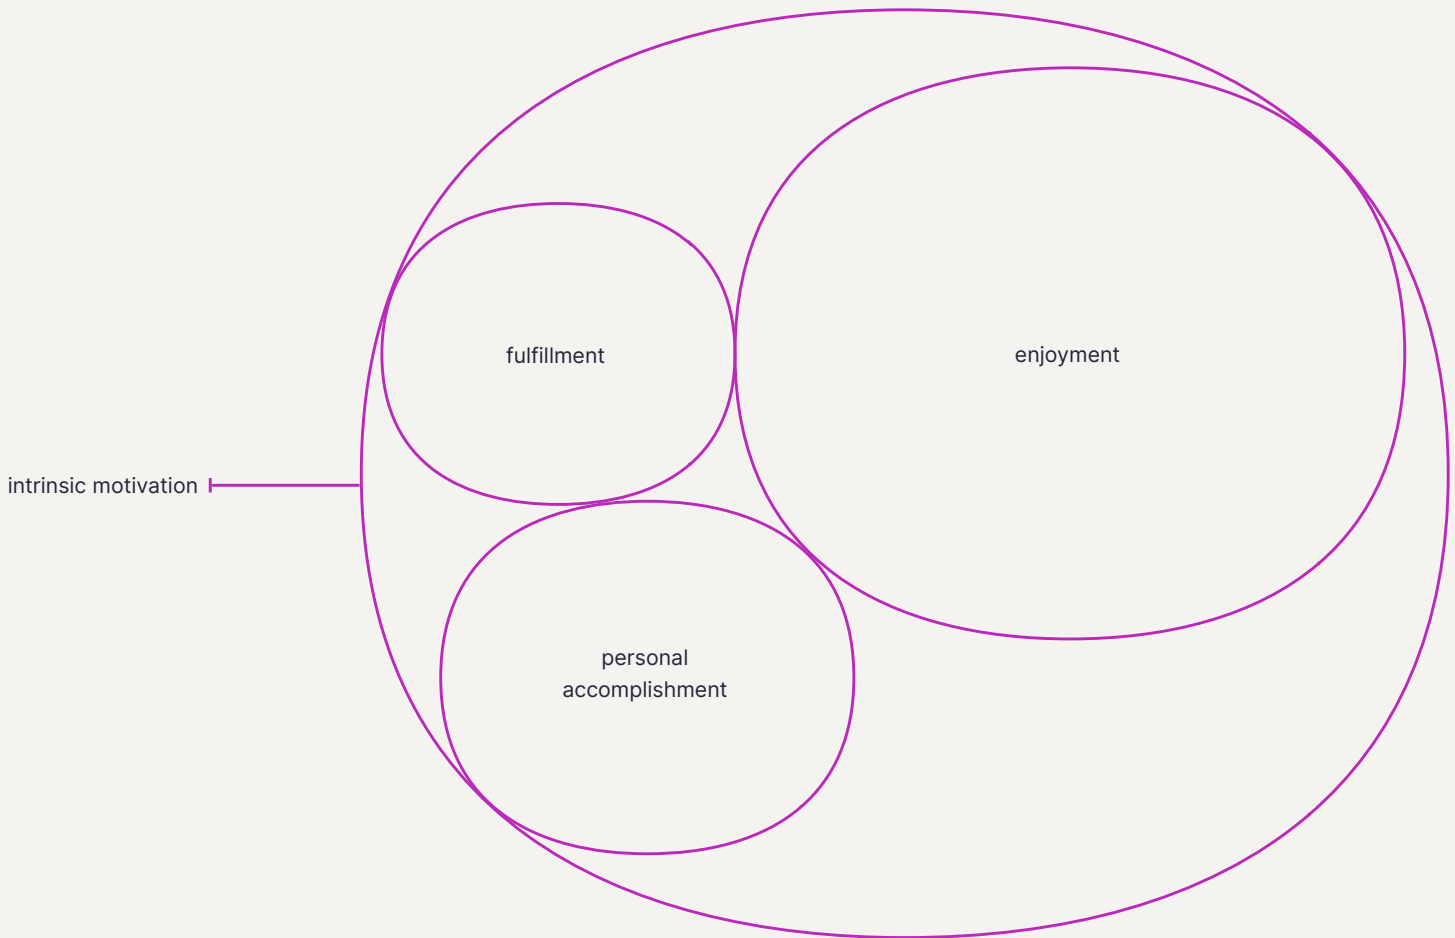 fulfillment
enjoyment
intrinsic motivation
personal
accomplishment